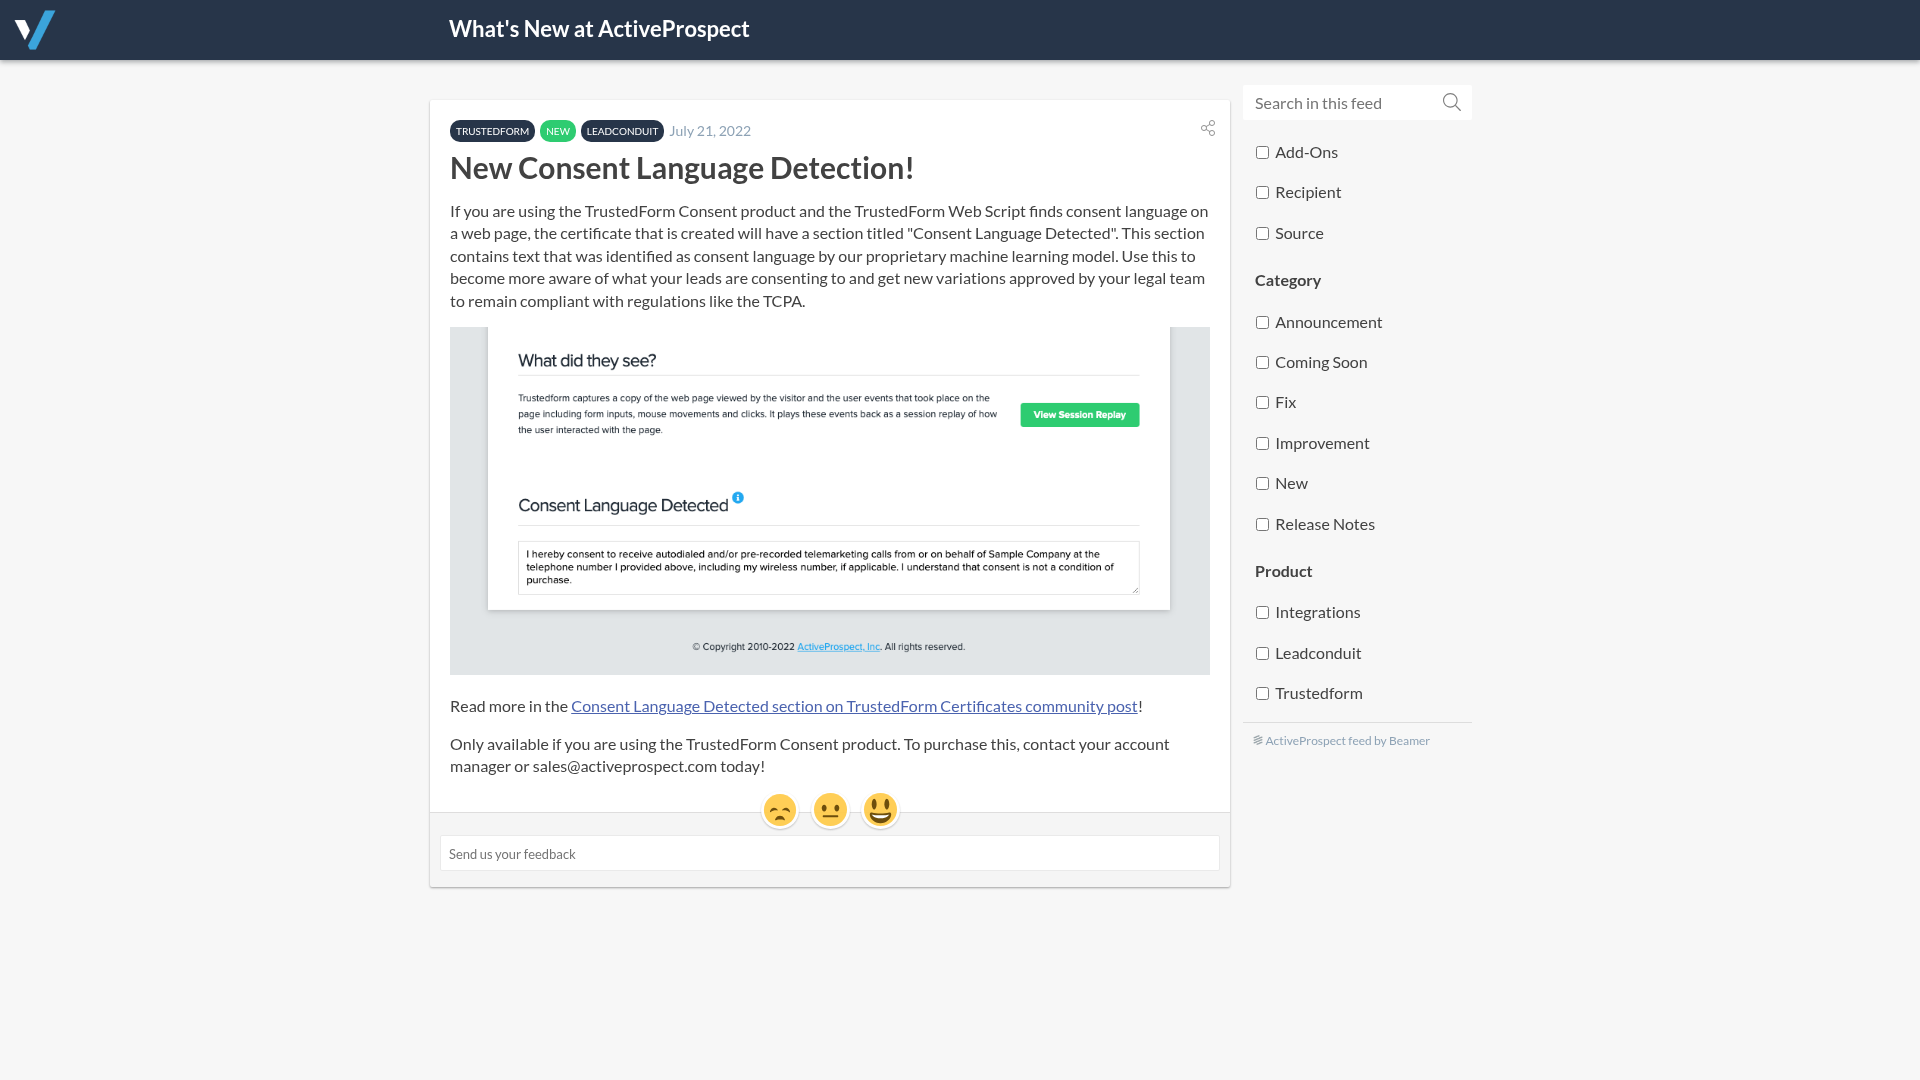 What's New at ActiveProspect
TRUSTEDFORM NEW LEADCONDUIT July 21, 2022
New Consent Language Detection!
If you are using the TrustedForm Consent product and the TrustedForm Web Script finds consent language on
a web page, the certificate that is created will have a section titled "Consent Language Detected". This section
contains text that was identified as consent language by our proprietary machine learning model. Use this to
become more aware of what your leads are consenting to and get new variations approved by your legal team
to remain compliant with regulations like the TCPA.
What did they see?
Trustedform captures a copy of the web page viewed by the visitor and the user events that took place on the
page including form inputs, mouse movements and clicks. It plays these events back as a session replay of how
the user interacted with the page.
View Session Replay
Consent Language Detected
I hereby consent to receive autodialed and/or pre-recorded telemarketing calls from or on behalf of Sample Company at the
telephone number I provided above, including my wireless number, if applicable. I understand that consent is not a condition of
purchase.
© Copyright 2010-2022 ActiveProspect, Inc. All rights reserved.
Read more in the Consent Language Detected section on TrustedForm Certificates community post!
Only available if you are using the TrustedForm Consent product. To purchase this, contact your account
manager or sales@activeprospect.com today!
Send us your feedback
Search in this feed
Add-Ons
Recipient
Source
Category
Announcement
Coming Soon
Fix
Improvement
New
Release Notes
Product
Integrations
Leadconduit
Trustedform
ActiveProspect feed by Beamer